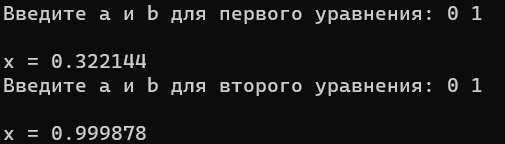 Введите a и b для первого уравнения: 0 1
x = 0.322144
Введите a и b для второго уравнения: 0 1
x = 0.999878